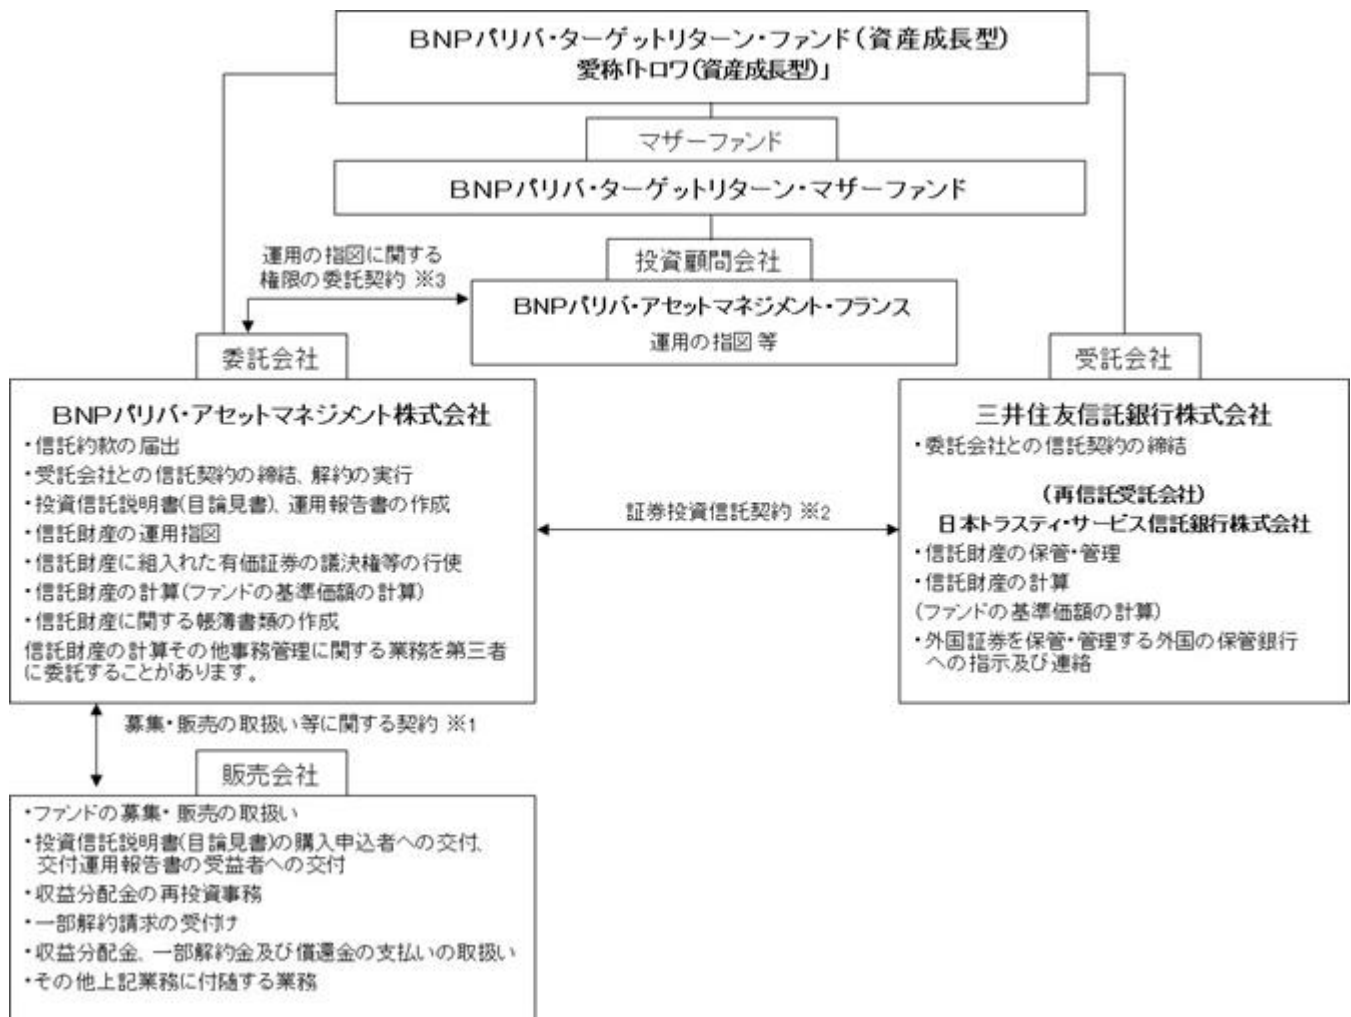 BNPパリバ・ターゲットリターン・ファンド(資産成長型)
愛称「トロワ(資産成長型)」
マザーファンド
BNPパリバ・ターゲットリターン・マザーファンド
運用の指図に関する
権限の委託契約 ※3
投資顧問会社
BNPパリバ・アセットマネジメント・フランス
運用の指図 等
委託会社
BNPパリバ・アセットマネジメント株式会社
・信託約款の届出
・受託会社との信託契約の締結、解約の実行
・投資信託説明書(目論見書)、運用報告書の作成
・信託財産の運用指図
・信託財産に組入れた有価証券の議決権等の行使
・信託財産の計算(ファンドの基準価額の計算)
・信託財産に関する帳簿書類の作成
信託財産の計算その他事務管理に関する業務を第三者
に委託することがあります。
証券投資信託契約 ※2
受託会社
三井住友信託銀行株式会社
・委託会社との信託契約の締結
(再信託受託会社)
日本トラスティ・サービス信託銀行株式会社
・信託財産の保管・管理
・信託財産の計算
(ファンドの基準価額の計算)
・外国証券を保管・管理する外国の保管銀行
への指示及び連絡
募集・販売の取扱い等に関する契約 ※1
販売会社
・ファンドの募集・販売の取扱い
・投資信託説明書(目論見書)の購入申込者への交付、
交付運用報告書の受益者への交付
・収益分配金の再投資事務
・一部解約請求の受付け
・収益分配金、一部解約金及び償還金の支払いの取扱い
・その他上記業務に付随する業務